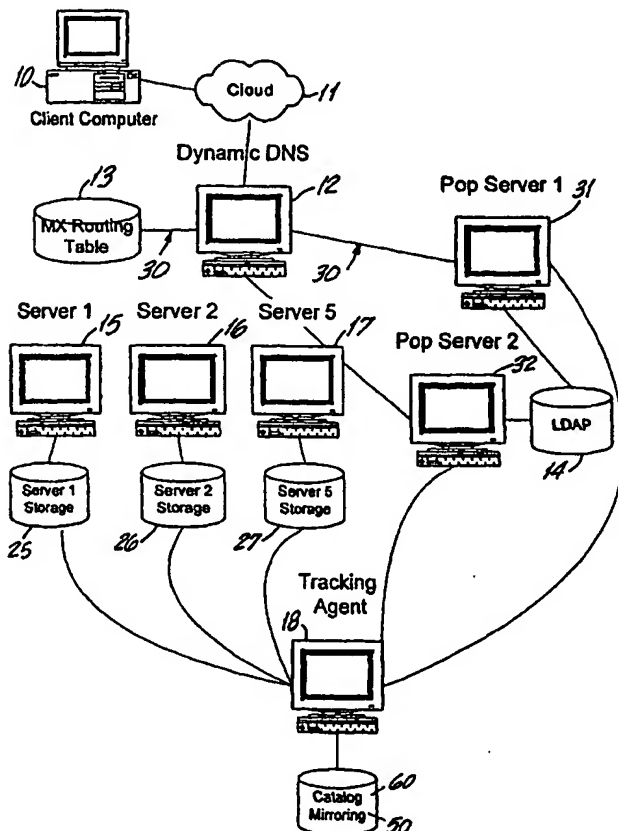 10
Client Computer
Cloud
11
Dynamic DNS
12
13
MX Routing
Table
30
30
Pop Server 1
31
Server 1
15
Server 2
16
Server 5
17
Pop Server 2
32
LDAP
14
Server 1
Storage
25
Server 2
Storage
26
Server 5
Storage
27
Tracking
Agent
18
Catalog
60
Mirroring
50